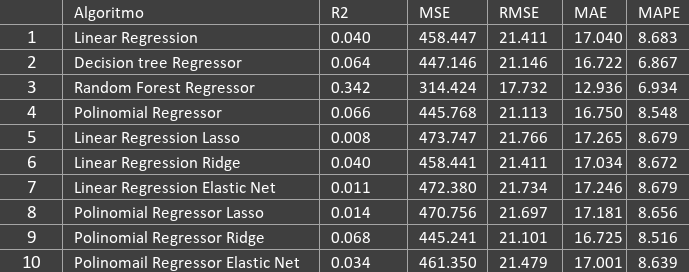 Algoritmo R2 MSE RMSE MAE MAPE
1 Linear Regression 0.040 458.447 21.411 17.040 8.683
2 Decision tree Regressor 0.064 447.146 21.146 16.722 6.867
3 Random Forest Regressor 0.342 314.424 17.732 12.936 6.934
4 Polinomial Regressor 0.066 445.768 21.113 16.750 8.548
5 Linear Regression Lasso 0.008 473.747 21.766 17.265 8.679
6 Linear Regression Ridge 0.040 458.441 21.411 17.034 8.672
7 Linear Regression Elastic Net 0.011 472.380 21.734 17.246 8.679
8 Polinomial Regressor Lasso 0.014 470.756 21.697 17.181 8.656
9 Polinomial Regressor Ridge 0.068 445.241 21.101 16.725 8.516
10 Polinomail Regressor Elastic Net 0.034 461.350 21.479 17.001 8.639